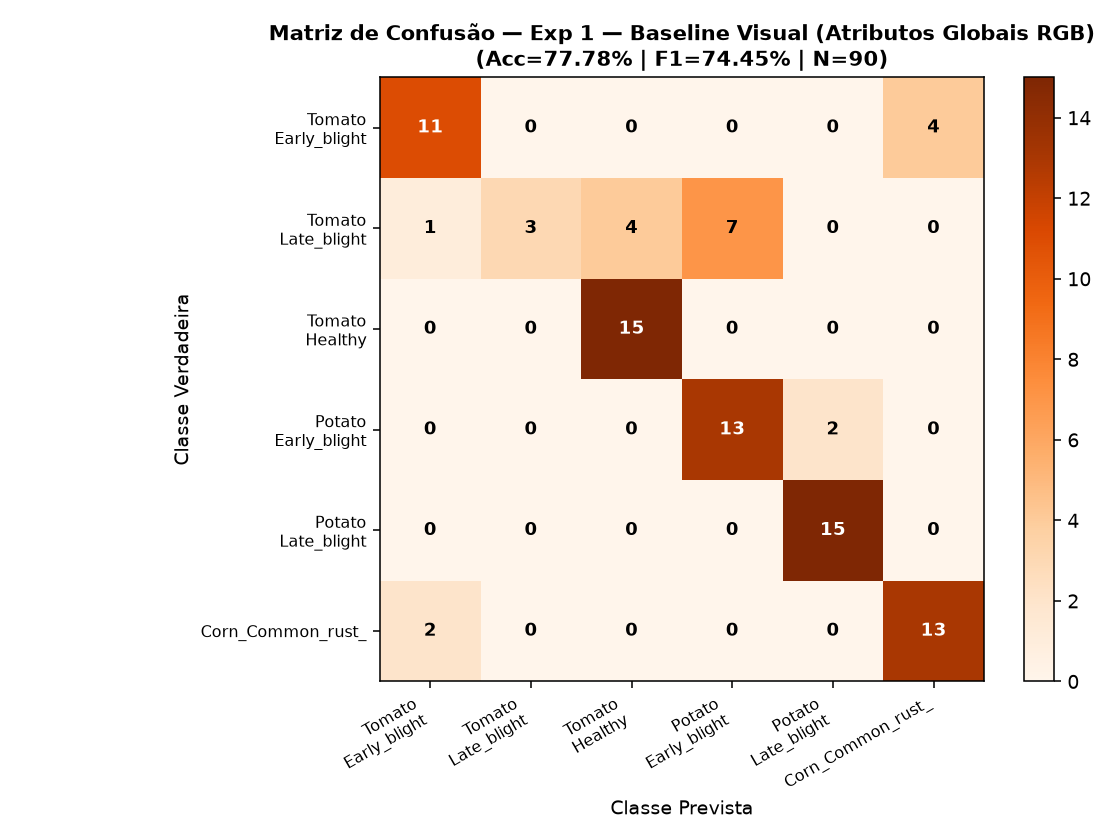 Matriz de Confusão — Exp 1 — Baseline Visual (Atributos Globais RGB)
(Acc=77.78% | F1=74.45% | N=90)
Classe Verdadeira
Tomato
Early_blight
11 0 0 0 0 4
Tomato
Late_blight
1 3 4 7 0 0
Tomato
Healthy
0 0 15 0 0 0
Potato
Early_blight
0 0 0 13 2 0
Potato
Late_blight
0 0 0 0 15 0
Corn_Common_rust_
2 0 0 0 0 13
Tomato
Early_blight
Tomato
Late_blight
Tomato
Healthy
Potato
Early_blight
Potato
Late_blight
Corn_Common_rust_
Classe Prevista
14
12
10
8
6
4
2
0